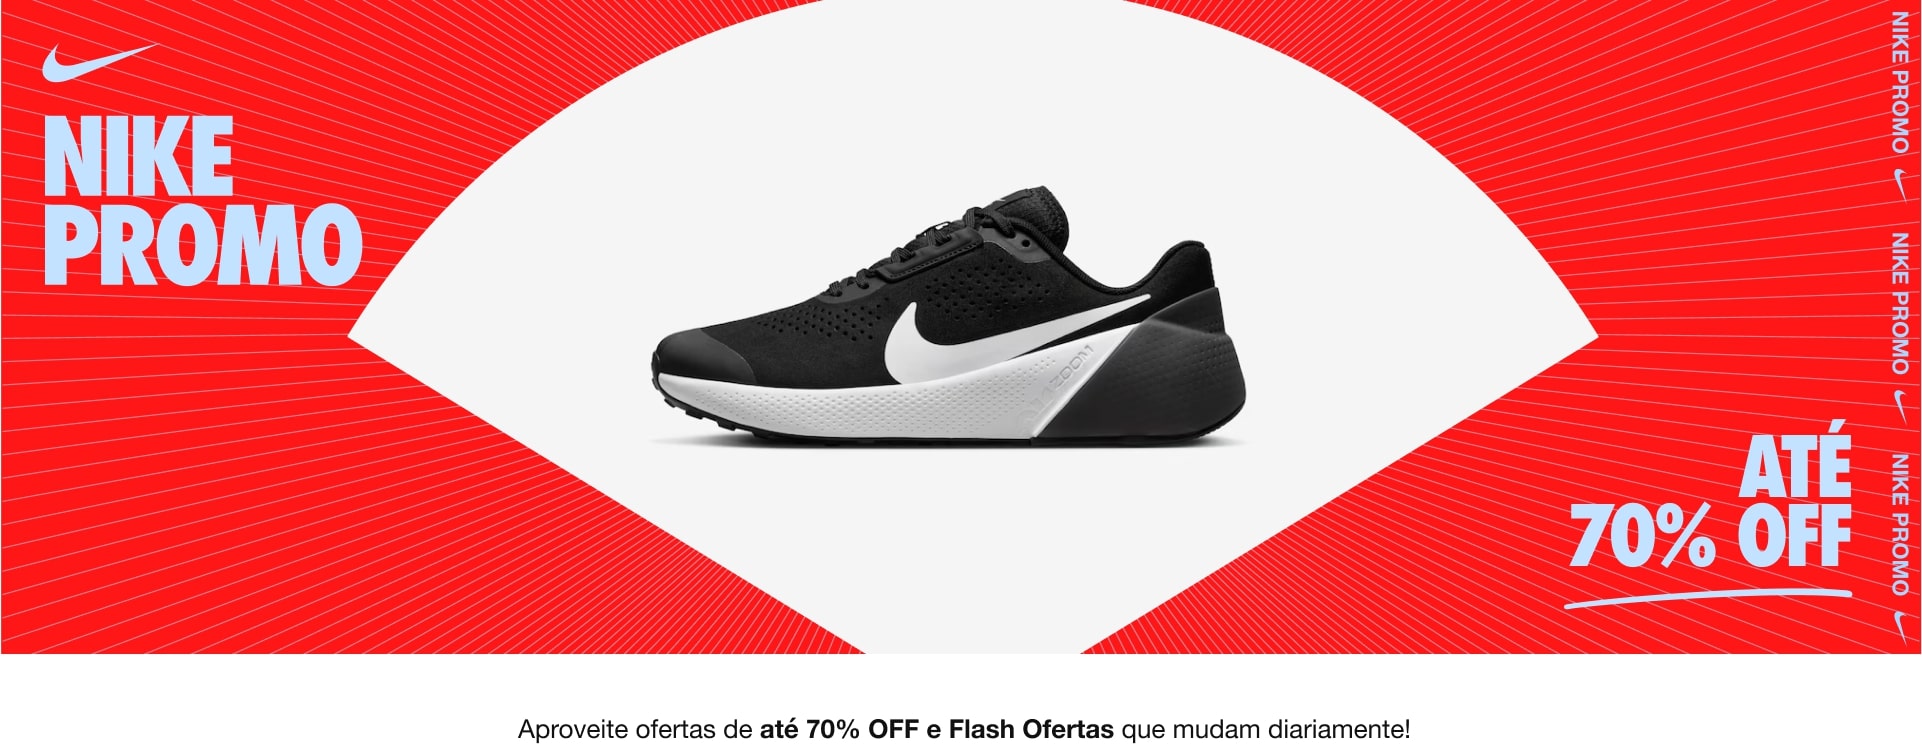 NIKE
PROMO
NIKE PROMO
NIKE PROMO
NIKE PROMO
ZOOM
ATÉ
70% OFF
Aproveite ofertas de até 70% OFF e Flash Ofertas que mudam diariamente!